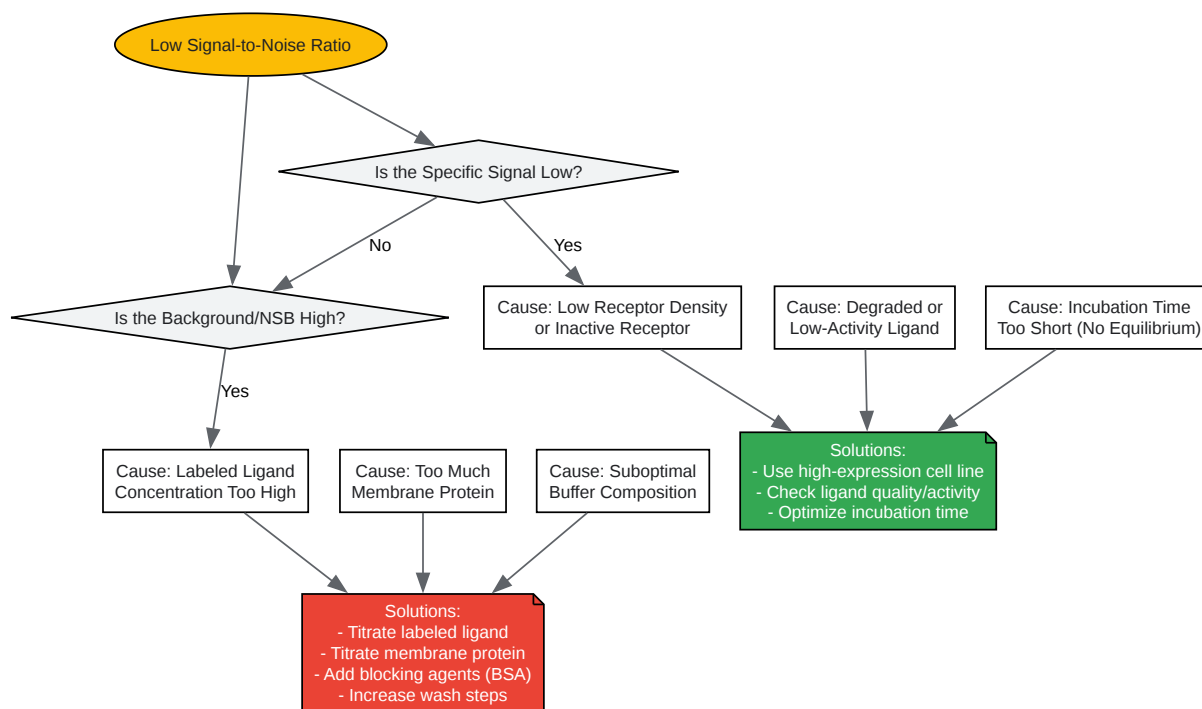 Low Signal-to-Noise Ratio
Is the Specific Signal Low?
No
Yes
Is the Background/NSB High?
Cause: Low Receptor Density
or Inactive Receptor
Cause: Degraded or
Low-Activity Ligand
Cause: Incubation Time
Too Short (No Equilibrium)
Yes
Cause: Labeled Ligand
Concentration Too High
Cause: Too Much
Membrane Protein
Cause: Suboptimal
Buffer Composition
Solutions:
- Use high-expression cell line
- Check ligand quality/activity
- Optimize incubation time
Solutions:
- Titrate labeled ligand
- Titrate membrane protein
- Add blocking agents (BSA)
- Increase wash steps